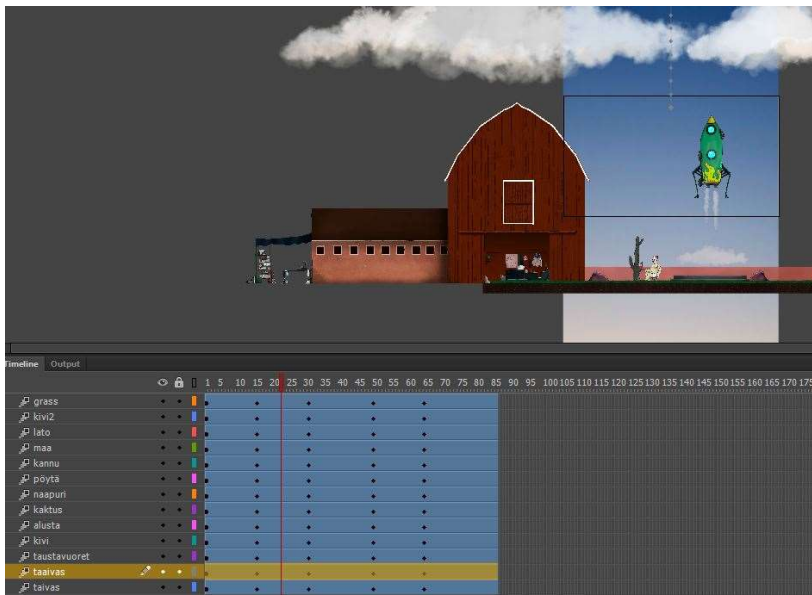 Timeline Output
1 5 10 15 20 25 30 35 40 45 50 55 60 65 70 75 80 85 90 95 100 105 110 115 120 125 130 135 140 145 150 155 160 165 170 175
grass
kivi2
lato
maa
kannu
pöytä
naapuri
kaktus
alusta
kivi
taustavuoret
taaivas
taivas